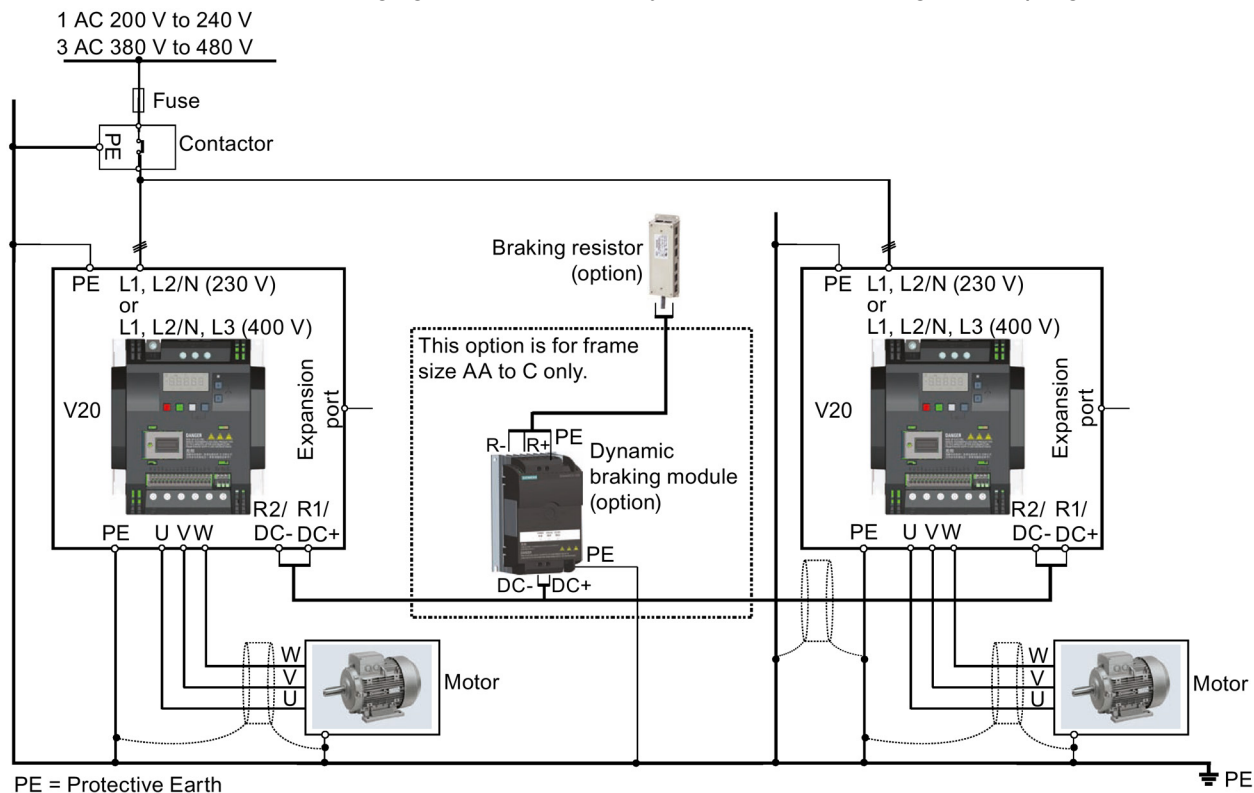 1 AC 200 V to 240 V
3 AC 380 V to 480 V
Fuse
PE
Contactor
Braking resistor
(option)
PE
L1, L2/N (230 V)
or
L1, L2/N, L3 (400 V)
V20
Expansion
port
R2/ R1/
DC- DC+
PE
U V W
This option is for frame
size AA to C only.
R- R+ PE
Dynamic
braking module
(option)
PE
DC- DC+
PE
L1, L2/N (230 V)
or
L1, L2/N, L3 (400 V)
V20
Expansion
port
R2/ R1/
DC- DC+
PE
U V W
W
V
U
Motor
W
V
U
Motor
PE = Protective Earth
PE